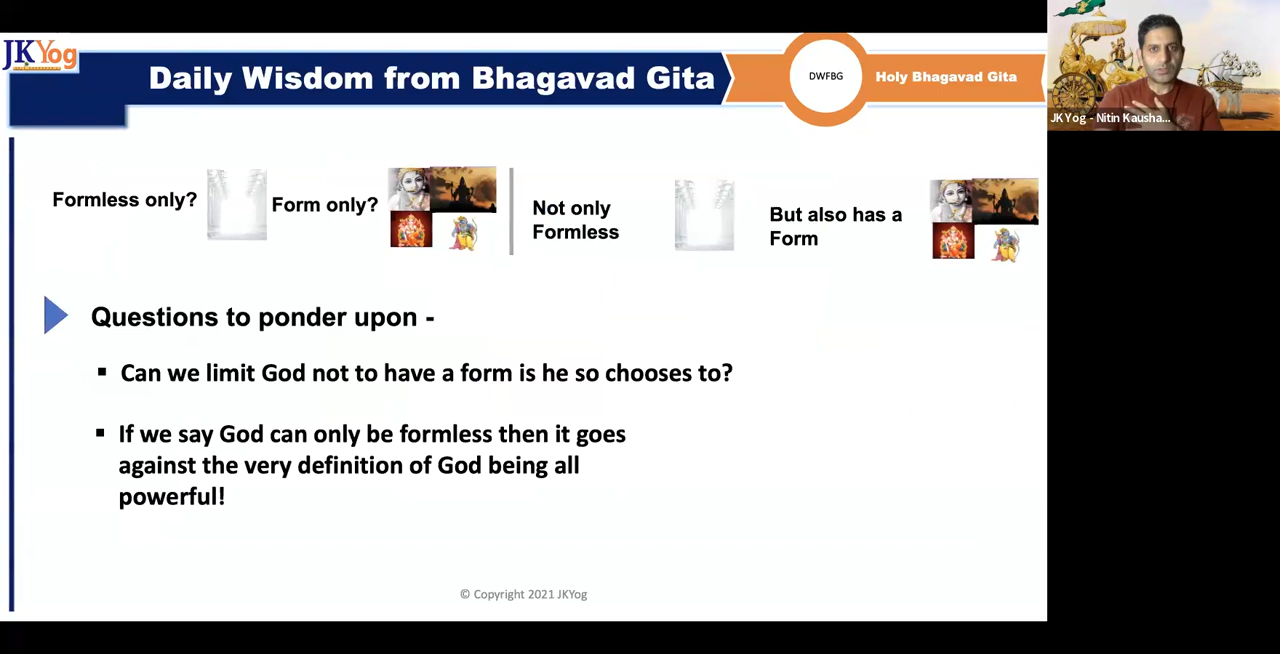 JKYog
Daily Wisdom from Bhagavad Gita
DWFBG
Holy Bhagavad Gita
JKYog - Nitin Kausha...
Formless only?
Form only?
Not only
Formless
But also has a
Form
Questions to ponder upon -
▪ Can we limit God not to have a form is he so chooses to?
▪ If we say God can only be formless then it goes
against the very definition of God being all
powerful!
© Copyright 2021 JKYog